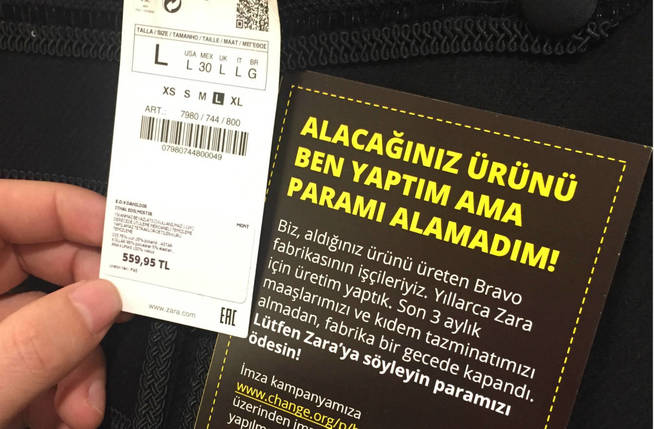 TALLA / SIZE / TAMANHO / TAILLE / MAAT / ΜΕΓΕΘΟΣ
L
USA MEX UK IT BR
L 30 L L G
XS S M L XL
ART.: 7980 / 744 / 800
07980744800049
MONT
559,95 TL
www.zara.com
EAC
ALACAĞINIZ ÜRÜNÜ
BEN YAPTIM AMA
PARAMI ALAMADIM!
Biz, aldığınız ürünü üreten Bravo
fabrikasının işçileriyiz. Yıllarca Zara
için üretim yaptık. Son 3 aylık
maaşlarımızı ve kıdem tazminatımızı
almadan, fabrika bir gecede kapandı.
Lütfen Zara'ya söyleyin paramızı
ödesin!
İmza kampanyamıza
www.change.org/p/
üzerinden